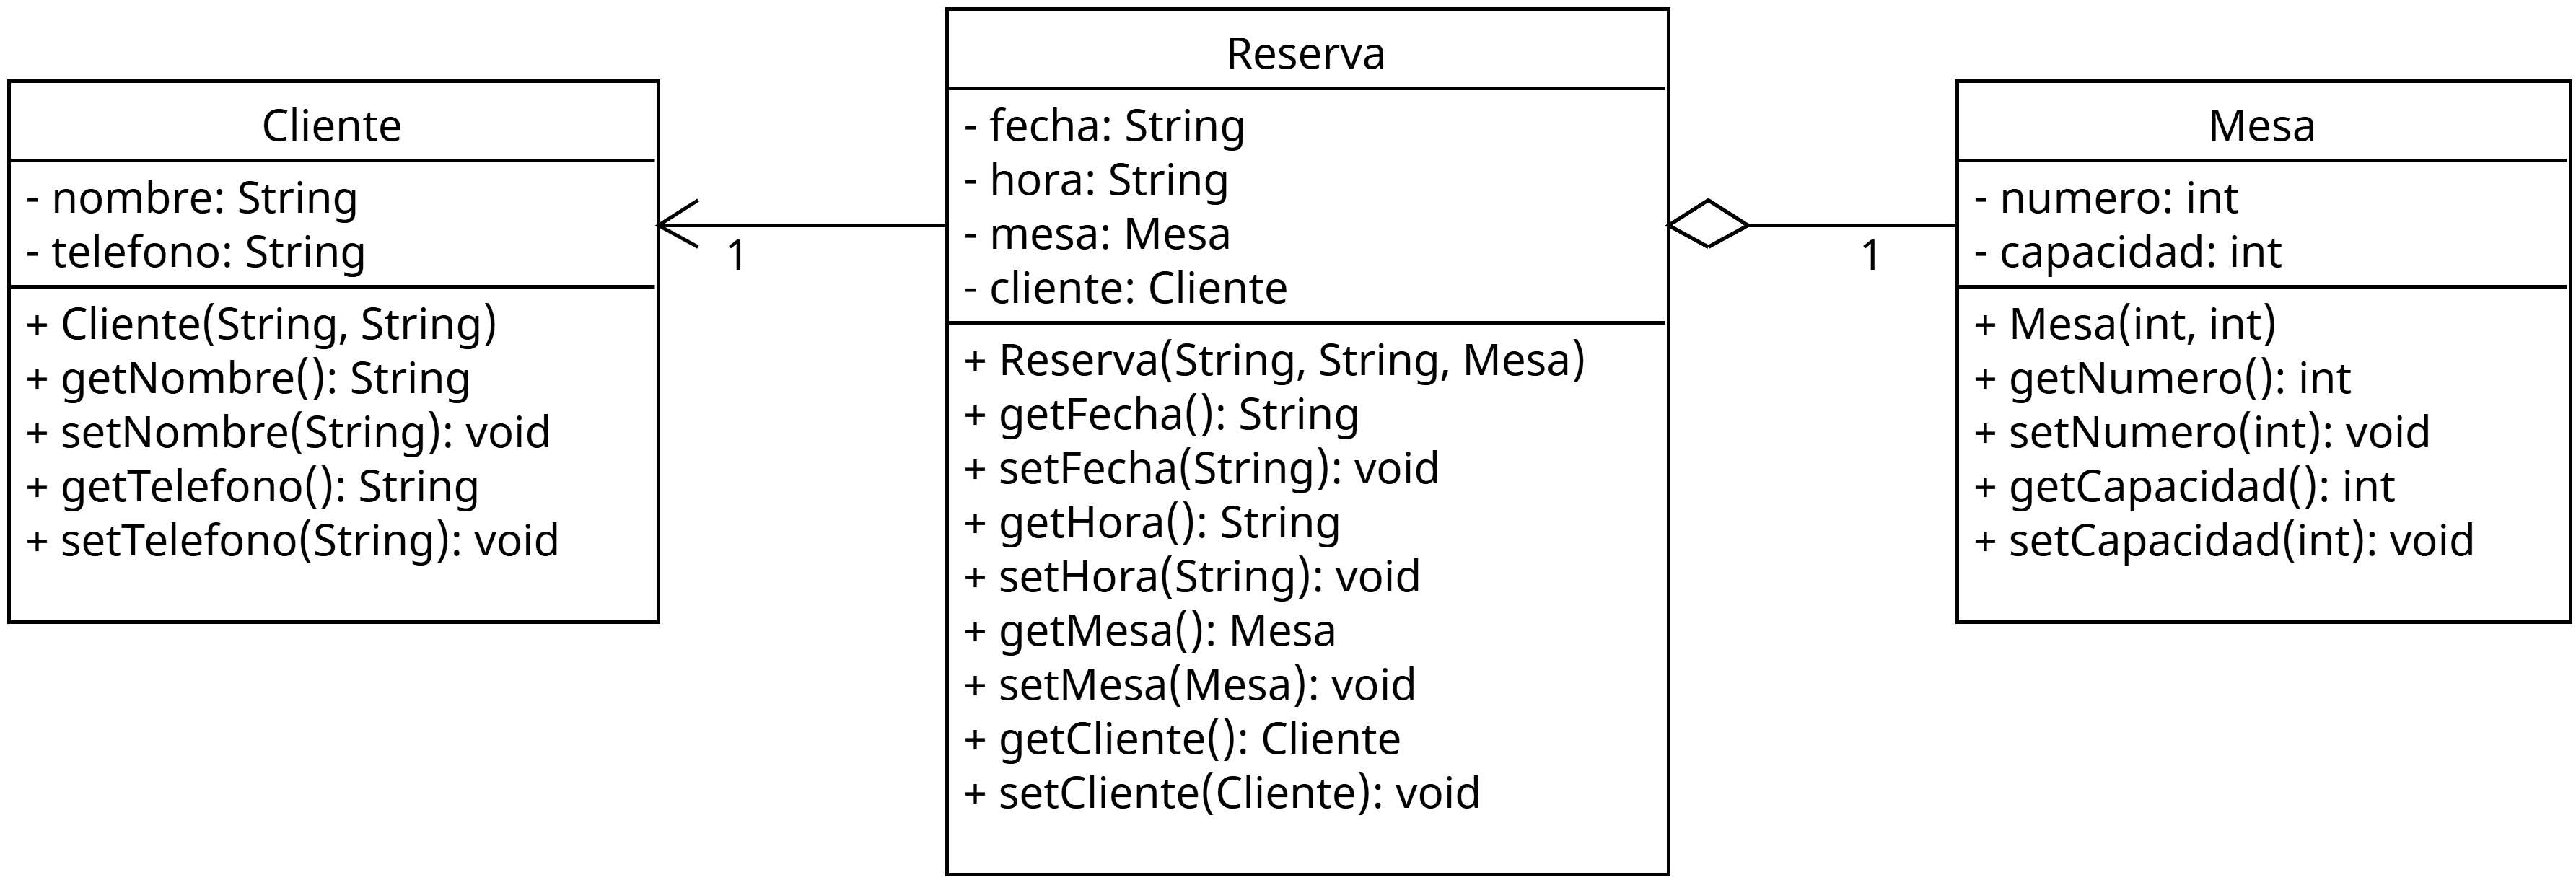 Cliente
- nombre: String
- telefono: String
+ Cliente(String, String)
+ getNombre(): String
+ setNombre(String): void
+ getTelefono(): String
+ setTelefono(String): void
1
Reserva
- fecha: String
- hora: String
- mesa: Mesa
- cliente: Cliente
+ Reserva(String, String, Mesa)
+ getFecha(): String
+ setFecha(String): void
+ getHora(): String
+ setHora(String): void
+ getMesa(): Mesa
+ setMesa(Mesa): void
+ getCliente(): Cliente
+ setCliente(Cliente): void
1
Mesa
- numero: int
- capacidad: int
+ Mesa(int, int)
+ getNumero(): int
+ setNumero(int): void
+ getCapacidad(): int
+ setCapacidad(int): void